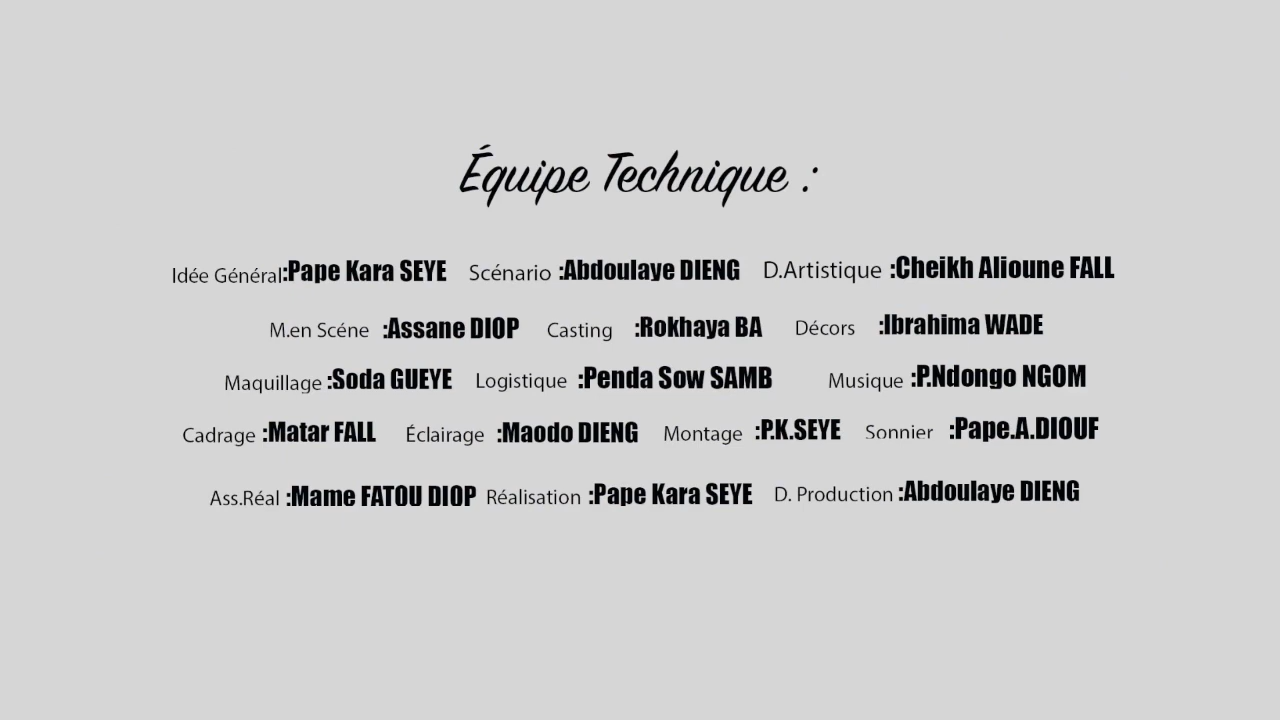 Équipe Technique :
Idée Général:Pape Kara SEYE Scénario :Abdoulaye DIENG D.Artistique :Cheikh Alioune FALL
M.en Scéne :Assane DIOP Casting :Rokhaya BA Décors :Ibrahima WADE
Maquillage :Soda GUEYE Logistique :Penda Sow SAMB Musique :P.Ndongo NGOM
Cadrage :Matar FALL Éclairage :Maodo DIENG Montage :P.K.SEYE Sonnier :Pape.A.DIOUF
Ass.Réal :Mame FATOU DIOP Réalisation :Pape Kara SEYE D. Production :Abdoulaye DIENG